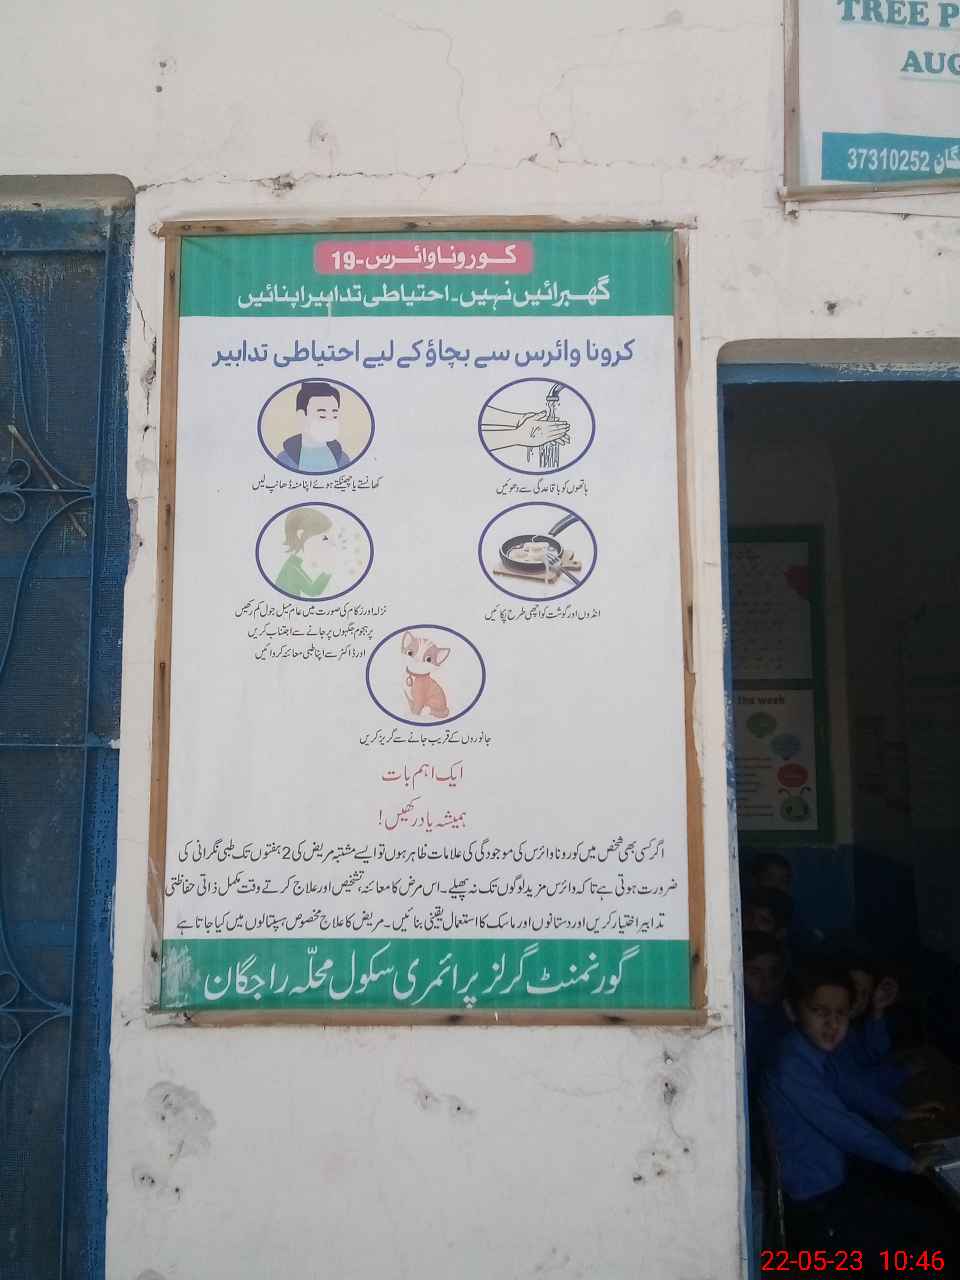 TREE P
AUG
37310252
کورونا وائرس-19
گھبرائیں نہیں۔ احتیاطی تدابیر اپنائیں
کرونا وائرس سے بچاؤ کے لیے احتیاطی تدابیر
ہاتھوں کو باقاعدگی سے دھوئیں
کھانستے یا چھینکتے ہوئے اپنا منہ ڈھانپ لیں
انڈوں اور گوشت کو اچھی طرح پکائیں
نزلہ اور زکام کی صورت میں عام میل جول کم رکھیں
پر ہجوم جگہوں پر جانے سے اجتناب کریں
اور ڈاکٹر سے اپنا طبی معائنہ کروائیں
جانوروں کے قریب جانے سے گریز کریں
ایک اہم بات
ہمیشہ یاد رکھیں!
اگر کسی بھی شخص میں کورونا وائرس کی موجودگی کی علامات ظاہر ہوں تو ایسے مشتبہ مریض کی 2 ہفتوں تک طبی نگرانی کی
ضرورت ہوتی ہے تاکہ وائرس مزید لوگوں تک نہ پھیلے۔ اس مرض کا معائنہ، تشخیص اور علاج کرتے وقت مکمل ذاتی حفاظتی
تدابیر اختیار کریں اور دستانوں اور ماسک کا استعمال یقینی بنائیں۔ مریض کا علاج مخصوص ہسپتالوں میں کیا جاتا ہے
گورنمنٹ گرلز پرائمری سکول محلّہ راجگان
the week
22-05-23 10:46